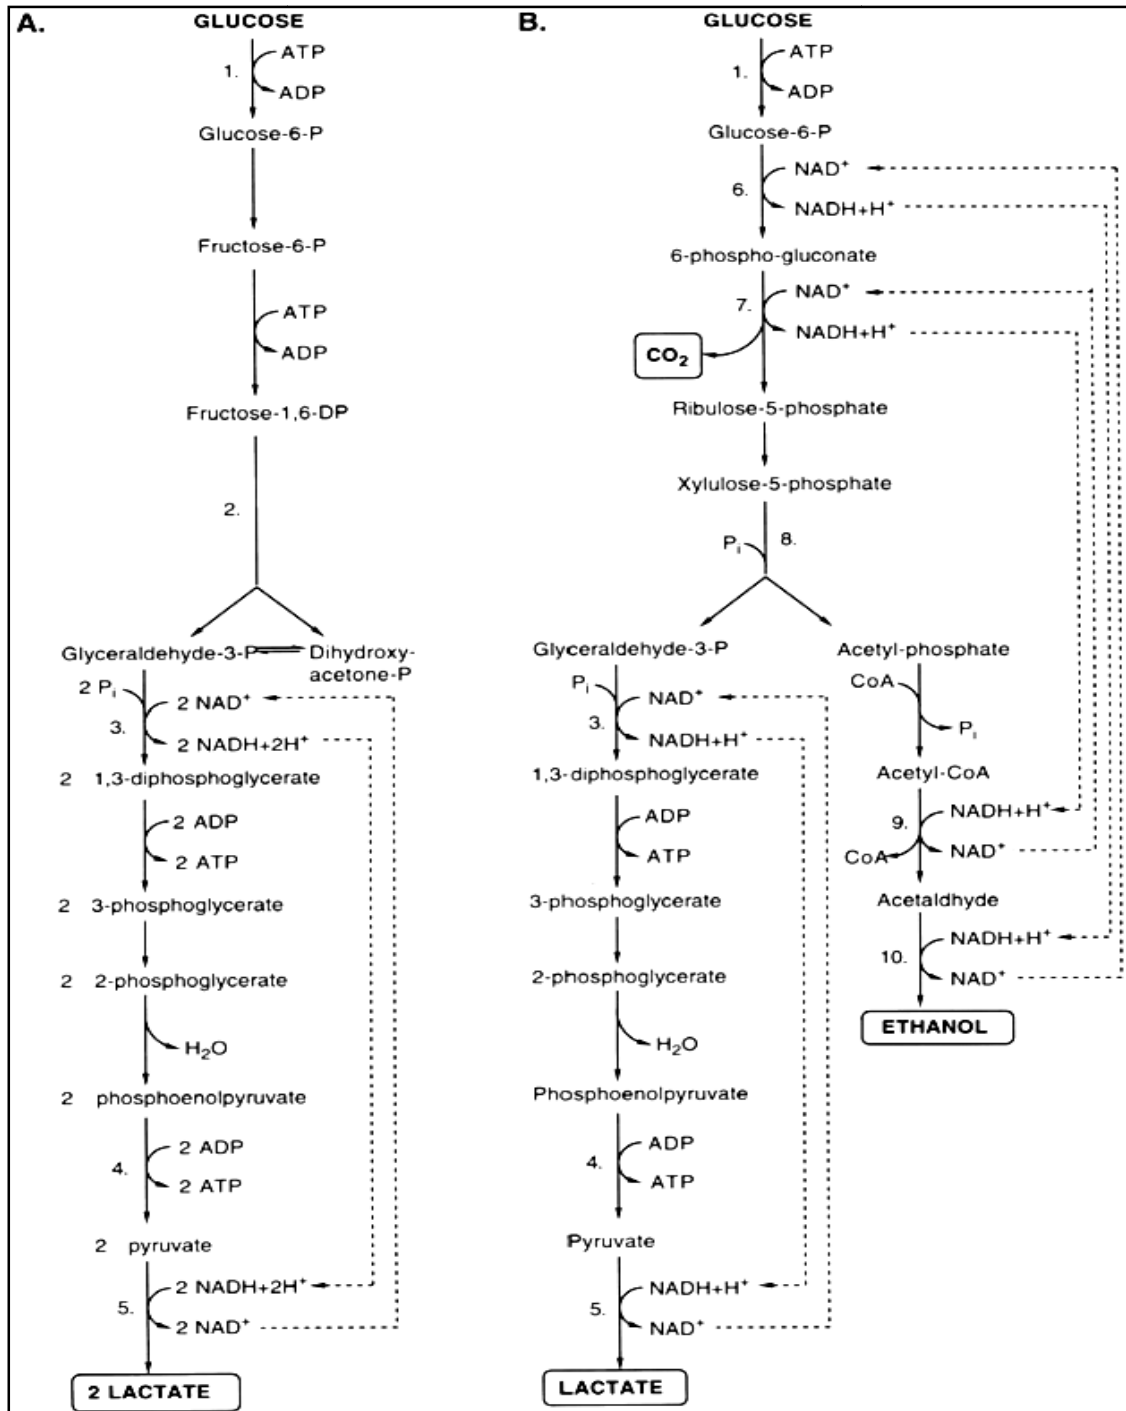 A.
GLUCOSE
1.
ATP
ADP
Glucose-6-P
Fructose-6-P
ATP
ADP
Fructose-1,6-DP
2.
Glyceraldehyde-3-P
Dihydroxy-
acetone-P
2 Pi
2 NAD+
3.
2 NADH+2H+
2 1,3-diphosphoglycerate
2 ADP
2 ATP
2 3-phosphoglycerate
2 2-phosphoglycerate
H2O
2 phosphoenolpyruvate
2 ADP
4.
2 ATP
2 pyruvate
2 NADH+2H+
5.
2 NAD+
2 LACTATE
B.
GLUCOSE
1.
ATP
ADP
Glucose-6-P
NAD+
6.
NADH+H+
6-phospho-gluconate
NAD+
7.
NADH+H+
CO2
Ribulose-5-phosphate
Xylulose-5-phosphate
Pi
8.
Glyceraldehyde-3-P
Pi
NAD+
3.
NADH+H+
1,3-diphosphoglycerate
ADP
ATP
3-phosphoglycerate
2-phosphoglycerate
H2O
Phosphoenolpyruvate
ADP
4.
ATP
Pyruvate
NADH+H+
5.
NAD+
LACTATE
Acetyl-phosphate
CoA
Pi
Acetyl-CoA
NADH+H+
9.
CoA
NAD+
Acetaldhyde
NADH+H+
10.
NAD+
ETHANOL